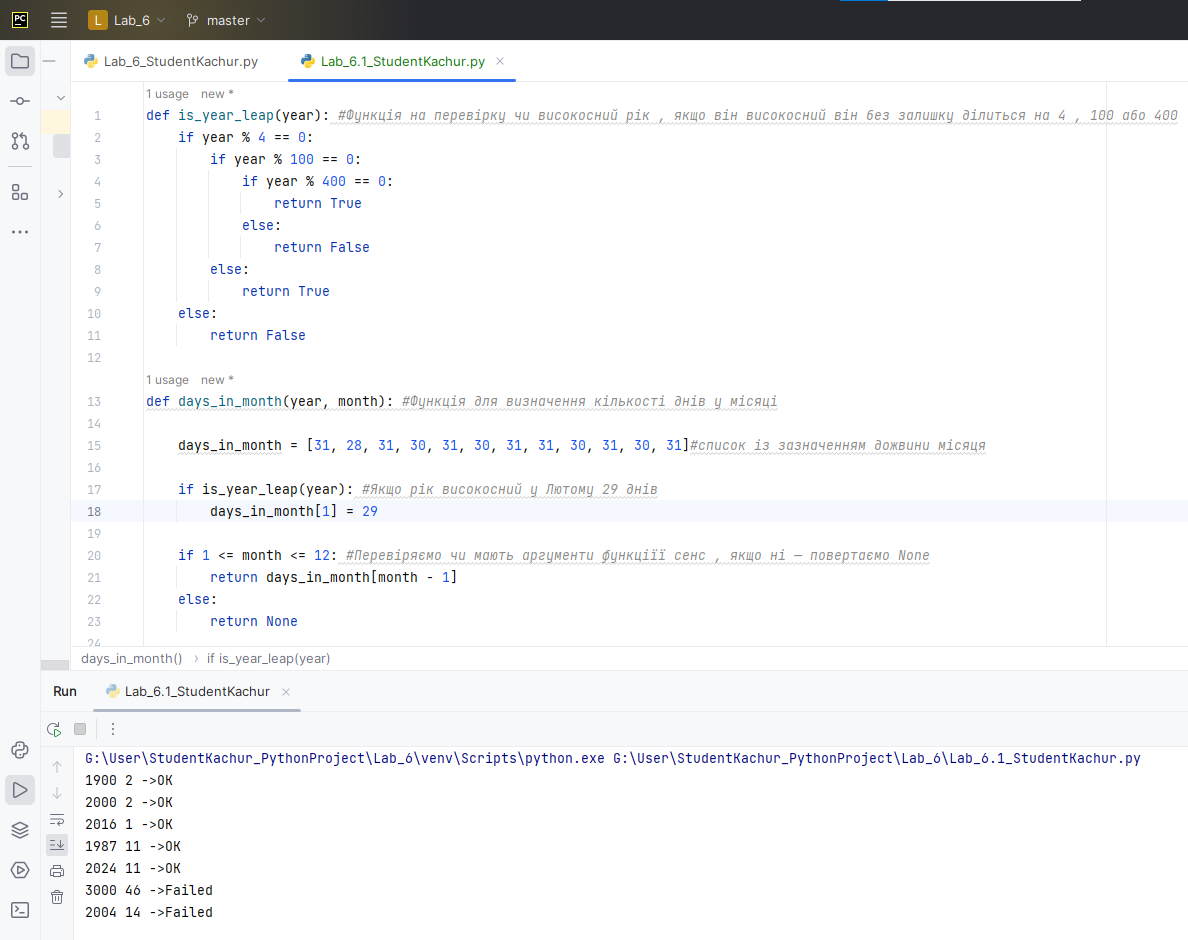 PC L Lab_6 master
Lab_6_StudentKachur.py Lab_6.1_StudentKachur.py
1 usage new *
1 def is_year_leap(year): #Функція на перевірку чи високосний рік , якщо він високосний він без залишку ділиться на 4 , 100 або 400
2 if year % 4 == 0:
3 if year % 100 == 0:
4 if year % 400 == 0:
5 return True
6 else:
7 return False
8 else:
9 return True
10 else:
11 return False
12
1 usage new *
13 def days_in_month(year, month): #Функція для визначення кількості днів у місяці
14
15 days_in_month = [31, 28, 31, 30, 31, 30, 31, 31, 30, 31, 30, 31]#список із зазначенням дожвини місяця
16
17 if is_year_leap(year): #Якщо рік високосний у Лютому 29 днів
18 days_in_month[1] = 29
19
20 if 1 <= month <= 12: #Перевіряємо чи мають аргументи функціїї сенс , якщо ні – повертаємо None
21 return days_in_month[month - 1]
22 else:
23 return None
24
days_in_month() › if is_year_leap(year)
Run Lab_6.1_StudentKachur
G:\User\StudentKachur_PythonProject\Lab_6\venv\Scripts\python.exe G:\User\StudentKachur_PythonProject\Lab_6\Lab_6.1_StudentKachur.py
1900 2 ->OK
2000 2 ->OK
2016 1 ->OK
1987 11 ->OK
2024 11 ->OK
3000 46 ->Failed
2004 14 ->Failed